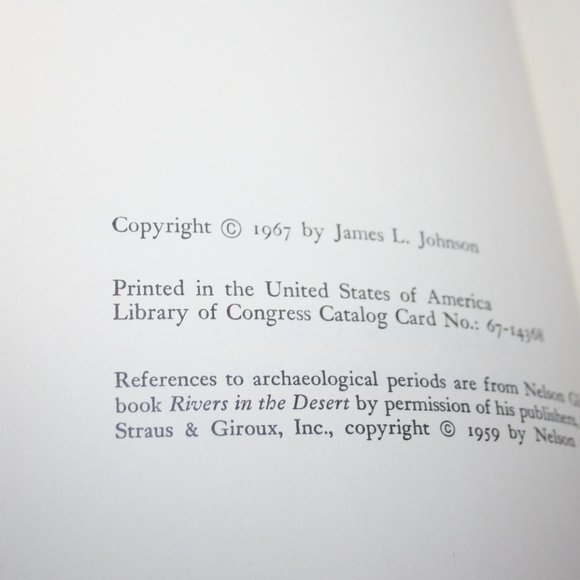 Copyright © 1967 by James L. Johnson
Printed in the United States of America
Library of Congress Catalog Card No.: 67-14368
References to archaeological periods are from Nelson Gl
book Rivers in the Desert by permission of his publishers,
Straus & Giroux, Inc., copyright © 1959 by Nelson